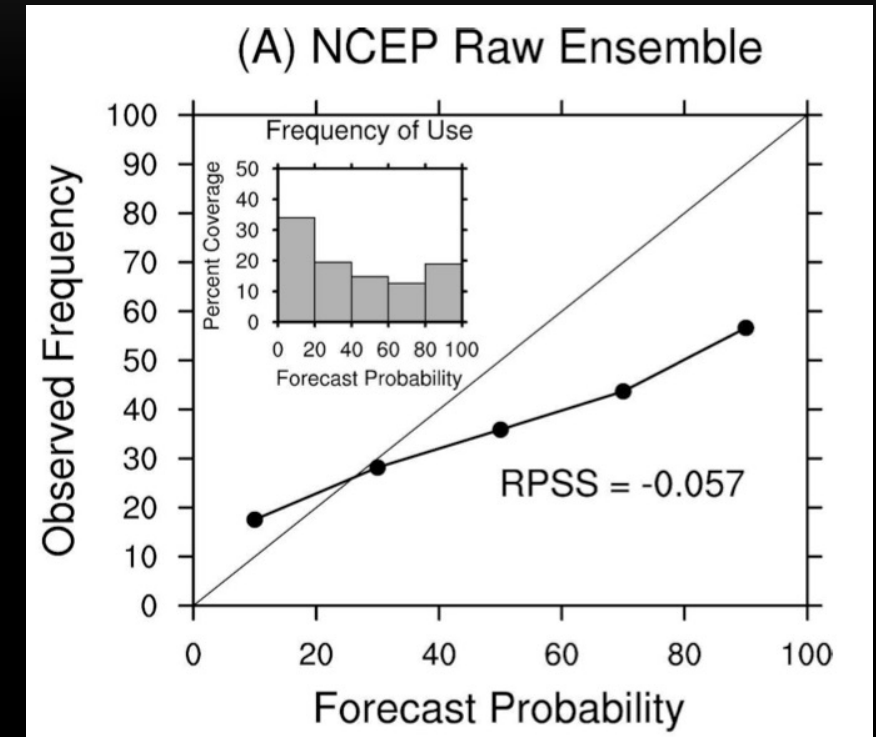 (A) NCEP Raw Ensemble
Observed Frequency
100
90
80
70
60
50
40
30
20
10
0
Frequency of Use
Percent Coverage
50
40
30
20
10
0
0 20 40 60 80 100
Forecast Probability
RPSS = -0.057
0 20 40 60 80 100
Forecast Probability